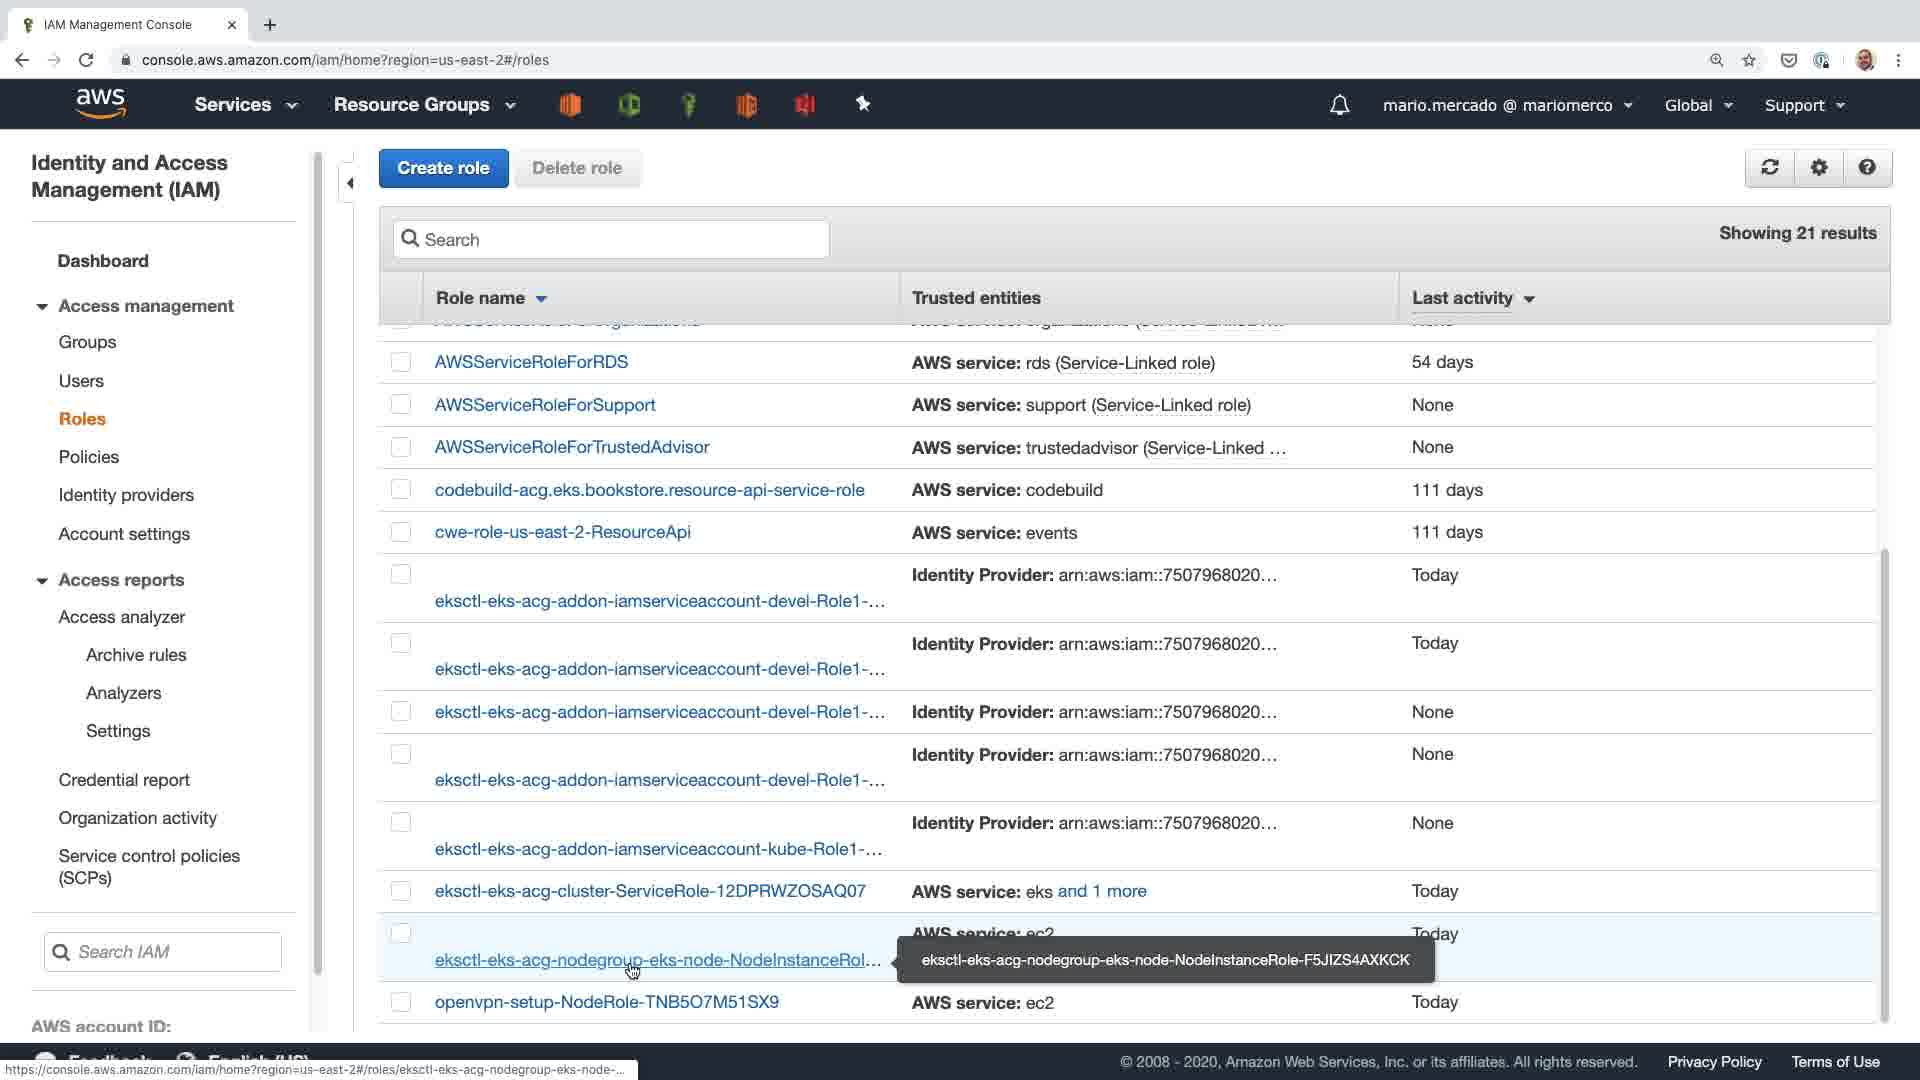 IAM Management Console
console.aws.amazon.com/iam/home?region=us-east-2#/roles
aws
Services
Resource Groups
mario.mercado @ mariomerco
Global
Support
Identity and Access
Management (IAM)
Dashboard
Access management
Groups
Users
Roles
Policies
Identity providers
Account settings
Access reports
Access analyzer
Archive rules
Analyzers
Settings
Credential report
Organization activity
Service control policies
(SCPs)
Search IAM
AWS account ID:
Create role
Delete role
Search
Showing 21 results
Role name
Trusted entities
Last activity
AWSServiceRoleForRDS
AWS service: rds (Service-Linked role)
54 days
AWSServiceRoleForSupport
AWS service: support (Service-Linked role)
None
AWSServiceRoleForTrustedAdvisor
AWS service: trustedadvisor (Service-Linked …
None
codebuild-acg.eks.bookstore.resource-api-service-role
AWS service: codebuild
111 days
cwe-role-us-east-2-ResourceApi
AWS service: events
111 days
eksctl-eks-acg-addon-iamserviceaccount-devel-Role1-…
Identity Provider: arn:aws:iam::7507968020…
Today
eksctl-eks-acg-addon-iamserviceaccount-devel-Role1-…
Identity Provider: arn:aws:iam::7507968020…
Today
eksctl-eks-acg-addon-iamserviceaccount-devel-Role1-…
Identity Provider: arn:aws:iam::7507968020…
None
eksctl-eks-acg-addon-iamserviceaccount-devel-Role1-…
Identity Provider: arn:aws:iam::7507968020…
None
eksctl-eks-acg-addon-iamserviceaccount-kube-Role1-…
Identity Provider: arn:aws:iam::7507968020…
None
eksctl-eks-acg-cluster-ServiceRole-12DPRWZOSAQ07
AWS service: eks and 1 more
Today
eksctl-eks-acg-nodegroup-eks-node-NodeInstanceRol…
AWS service: ec2
Today
eksctl-eks-acg-nodegroup-eks-node-NodeInstanceRole-F5JIZS4AXKCK
openvpn-setup-NodeRole-TNB5O7M51SX9
AWS service: ec2
Today
Feedback
English (US)
© 2008 - 2020, Amazon Web Services, Inc. or its affiliates. All rights reserved.
Privacy Policy
Terms of Use
https://console.aws.amazon.com/iam/home?region=us-east-2#/roles/eksctl-eks-acg-nodegroup-eks-node-...